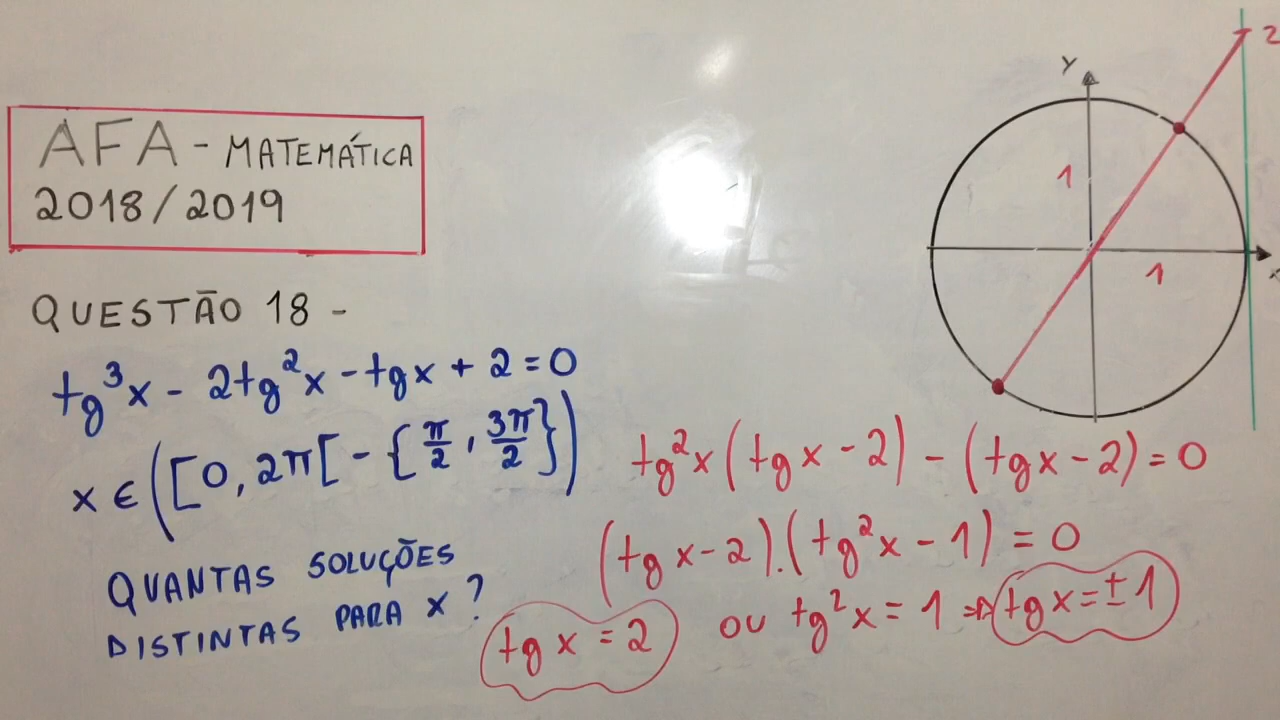 AFA - MATEMÁTICA
2018/2019
QUESTÃO 18 -
tg³x - 2tg²x - tgx + 2 = 0
x ∈ ([0, 2π[ - {π/2, 3π/2})
QUANTAS SOLUÇÕES
DISTINTAS PARA X?
Y
2
1
1
x
tg²x(tgx - 2) - (tgx - 2) = 0
(tgx - 2).(tg²x - 1) = 0
tgx = 2 ou tg²x = 1 ⇒ tgx = ±1